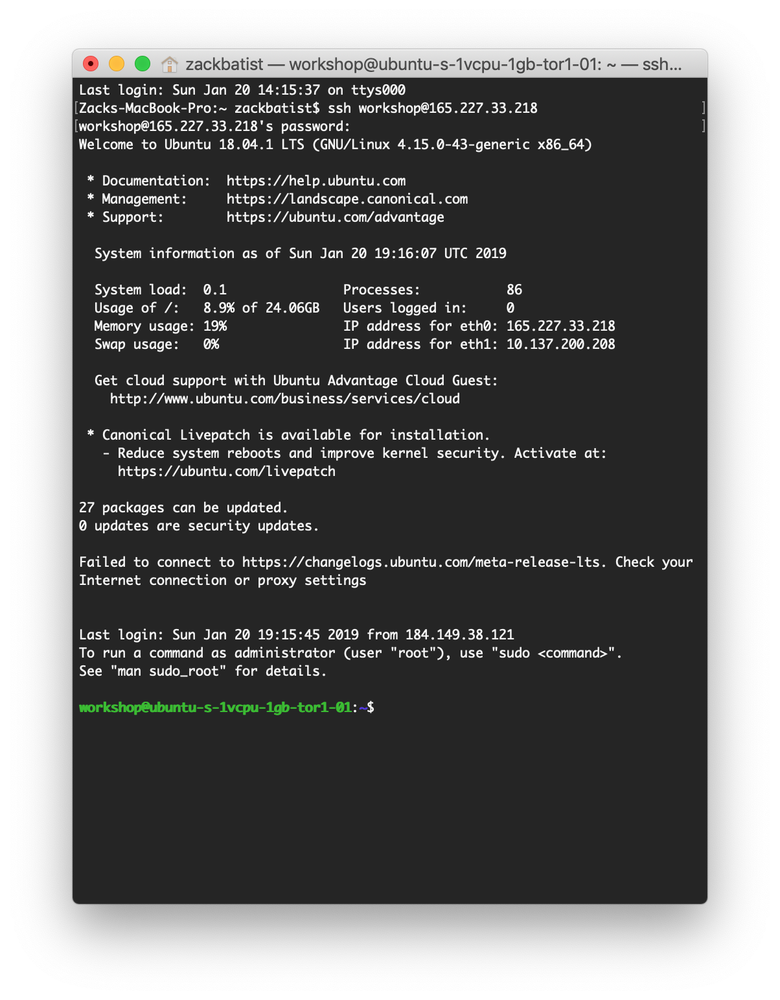 zackbatist — workshop@ubuntu-s-1vcpu-1gb-tor1-01: ~ — ssh...
Last login: Sun Jan 20 14:15:37 on ttys000
[Zacks-MacBook-Pro:~ zackbatist$ ssh workshop@165.227.33.218 ]
[workshop@165.227.33.218's password: ]
Welcome to Ubuntu 18.04.1 LTS (GNU/Linux 4.15.0-43-generic x86_64)
* Documentation:  https://help.ubuntu.com
* Management:     https://landscape.canonical.com
* Support:        https://ubuntu.com/advantage
System information as of Sun Jan 20 19:16:07 UTC 2019
System load:  0.1               Processes:           86
Usage of /:   8.9% of 24.06GB   Users logged in:     0
Memory usage: 19%               IP address for eth0: 165.227.33.218
Swap usage:   0%                IP address for eth1: 10.137.200.208
Get cloud support with Ubuntu Advantage Cloud Guest:
http://www.ubuntu.com/business/services/cloud
* Canonical Livepatch is available for installation.
- Reduce system reboots and improve kernel security. Activate at:
https://ubuntu.com/livepatch
27 packages can be updated.
0 updates are security updates.
Failed to connect to https://changelogs.ubuntu.com/meta-release-lts. Check your
Internet connection or proxy settings
Last login: Sun Jan 20 19:15:45 2019 from 184.149.38.121
To run a command as administrator (user "root"), use "sudo <command>".
See "man sudo_root" for details.
workshop@ubuntu-s-1vcpu-1gb-tor1-01:~$